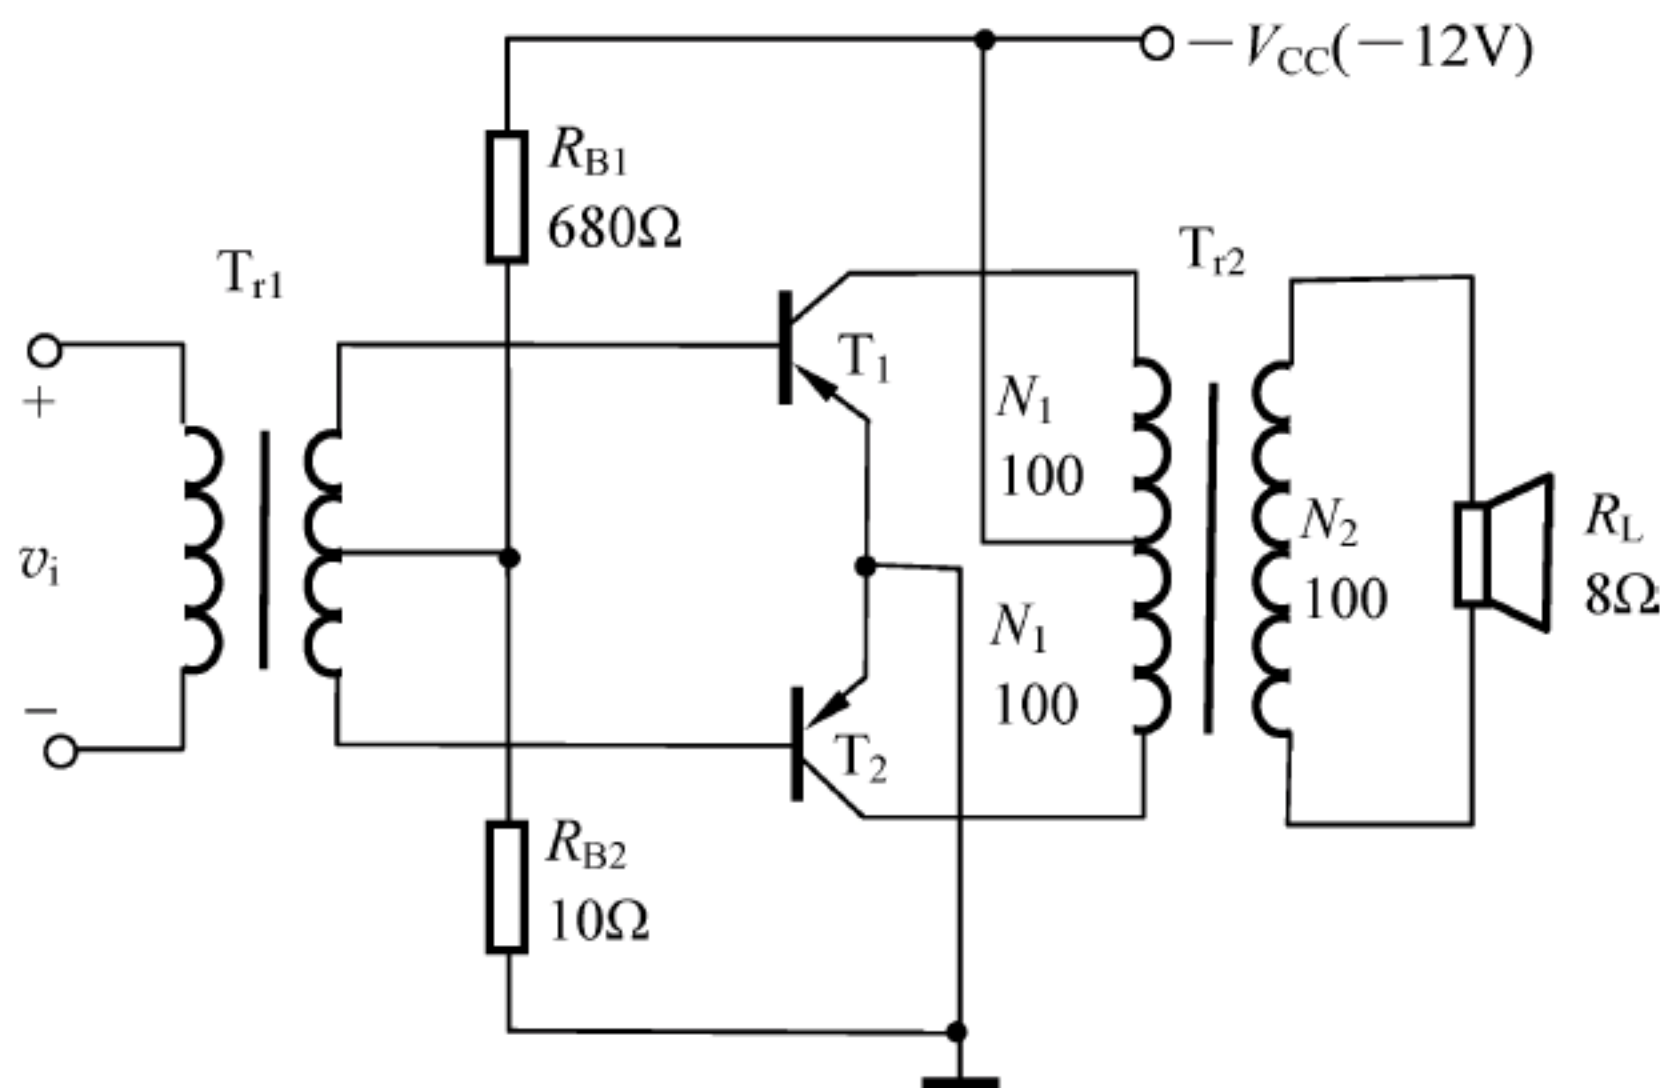 −VCC(−12V)
RB1
680Ω
Tr1
Tr2
+
T1
N1
100
vi
N2
100
RL
8Ω
N1
100
−
T2
RB2
10Ω